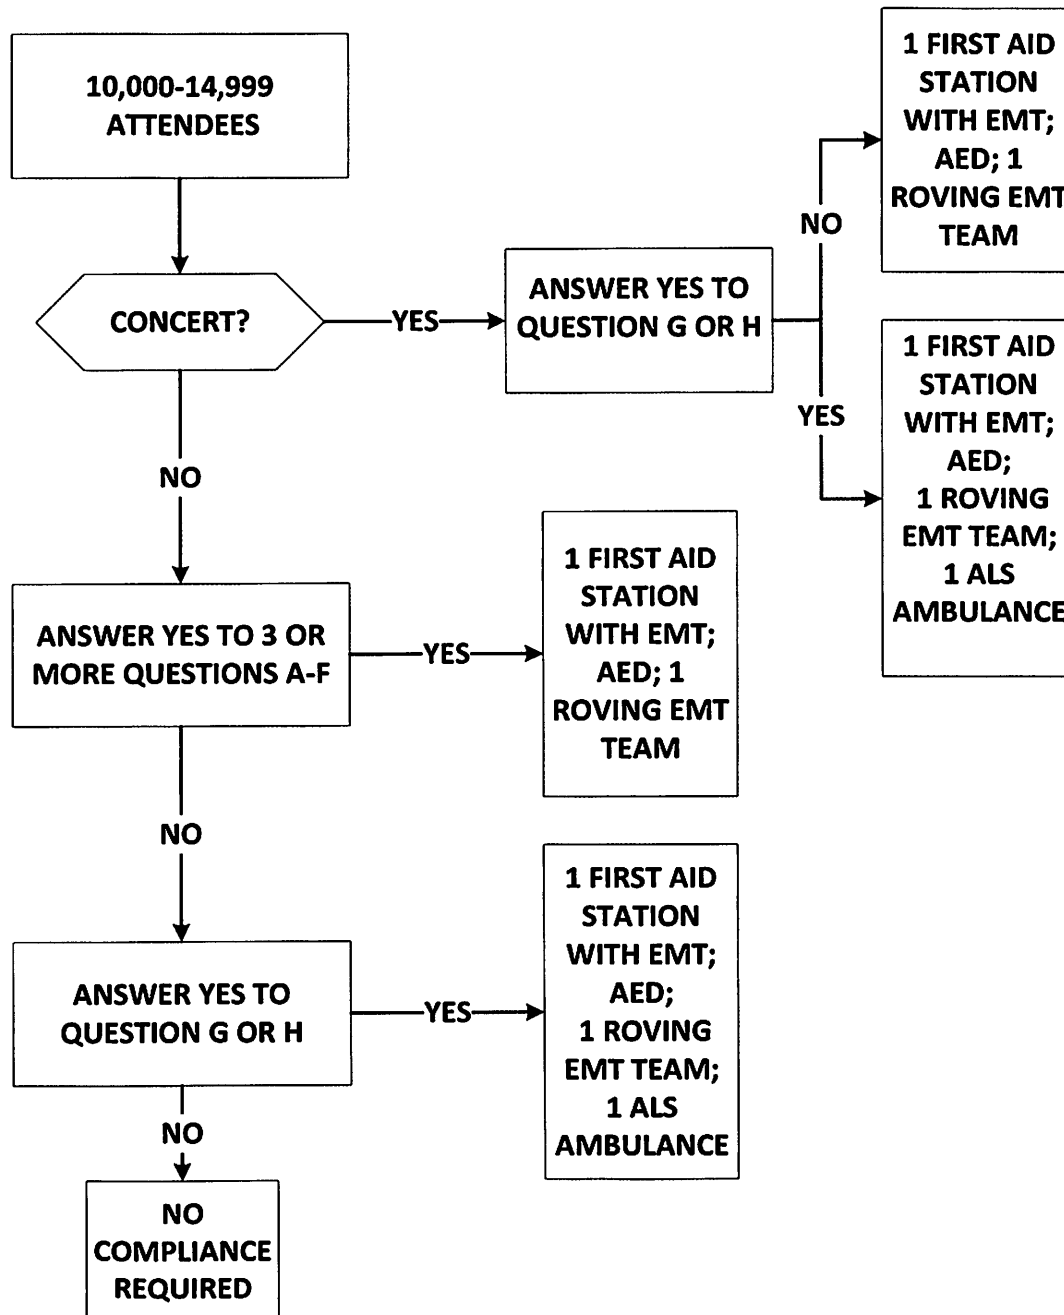 10,000-14,999
ATTENDEES
CONCERT?
YES
ANSWER YES TO
QUESTION G OR H
NO
1 FIRST AID
STATION
WITH EMT;
AED; 1
ROVING EMT
TEAM
YES
1 FIRST AID
STATION
WITH EMT;
AED;
1 ROVING
EMT TEAM;
1 ALS
AMBULANCE
NO
ANSWER YES TO 3 OR
MORE QUESTIONS A-F
YES
1 FIRST AID
STATION
WITH EMT;
AED; 1
ROVING EMT
TEAM
NO
ANSWER YES TO
QUESTION G OR H
YES
1 FIRST AID
STATION
WITH EMT;
AED;
1 ROVING
EMT TEAM;
1 ALS
AMBULANCE
NO
NO
COMPLIANCE
REQUIRED